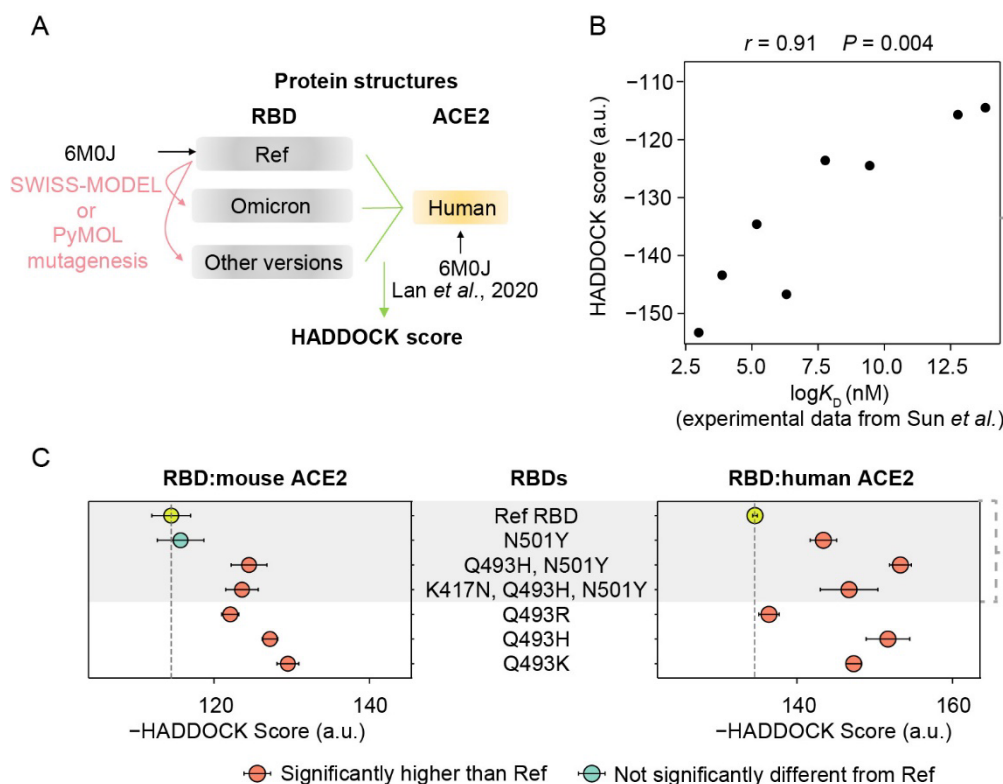 A
Protein structures
RBD ACE2
6M0J
Ref
SWISS-MODEL
or
PyMOL
mutagenesis
Omicron
Human
Other versions
6M0J
Lan et al., 2020
HADDOCK score
B
r = 0.91 P = 0.004
HADDOCK score (a.u.)
−110
−120
−130
−140
−150
2.5 5.0 7.5 10.0 12.5
logKD (nM)
(experimental data from Sun et al.)
C
RBD:mouse ACE2 RBDs RBD:human ACE2
Ref RBD
N501Y
Q493H, N501Y
K417N, Q493H, N501Y
Q493R
Q493H
Q493K
120 140
−HADDOCK Score (a.u.)
140 160
−HADDOCK Score (a.u.)
Significantly higher than Ref
Not significantly different from Ref